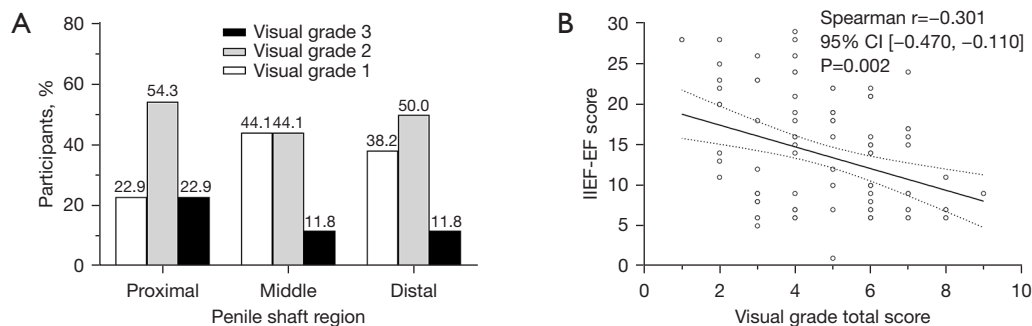 A
Participants, %
80
60
40
20
0
Visual grade 3
Visual grade 2
Visual grade 1
22.9
54.3
22.9
44.1
44.1
11.8
38.2
50.0
11.8
Proximal
Middle
Distal
Penile shaft region
B
IIEF-EF score
30
25
20
15
10
5
0
Spearman r=−0.301
95% CI [−0.470, −0.110]
P=0.002
0
2
4
6
8
10
Visual grade total score